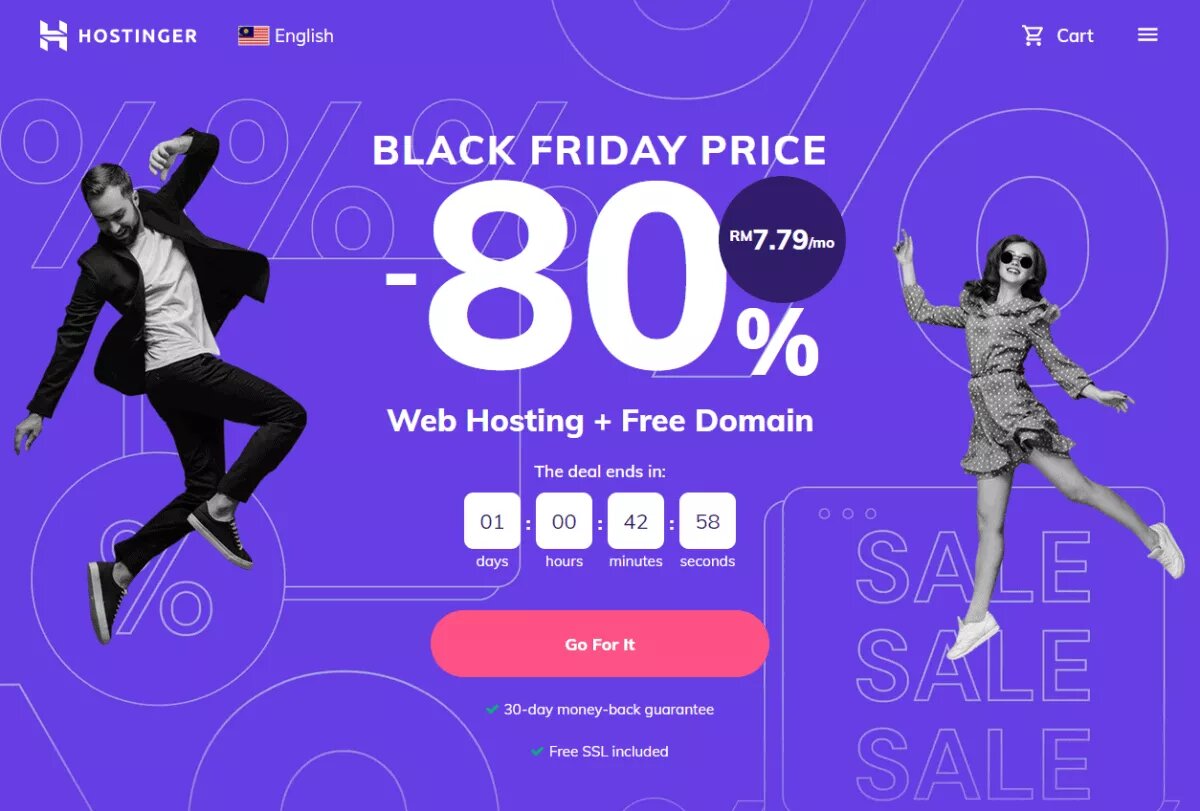 HOSTINGER
English
Cart
BLACK FRIDAY PRICE
-80%
RM7.79/mo
Web Hosting + Free Domain
The deal ends in:
01 : 00 : 42 : 58
days hours minutes seconds
Go For It
30-day money-back guarantee
Free SSL included
SALE
SALE
SALE